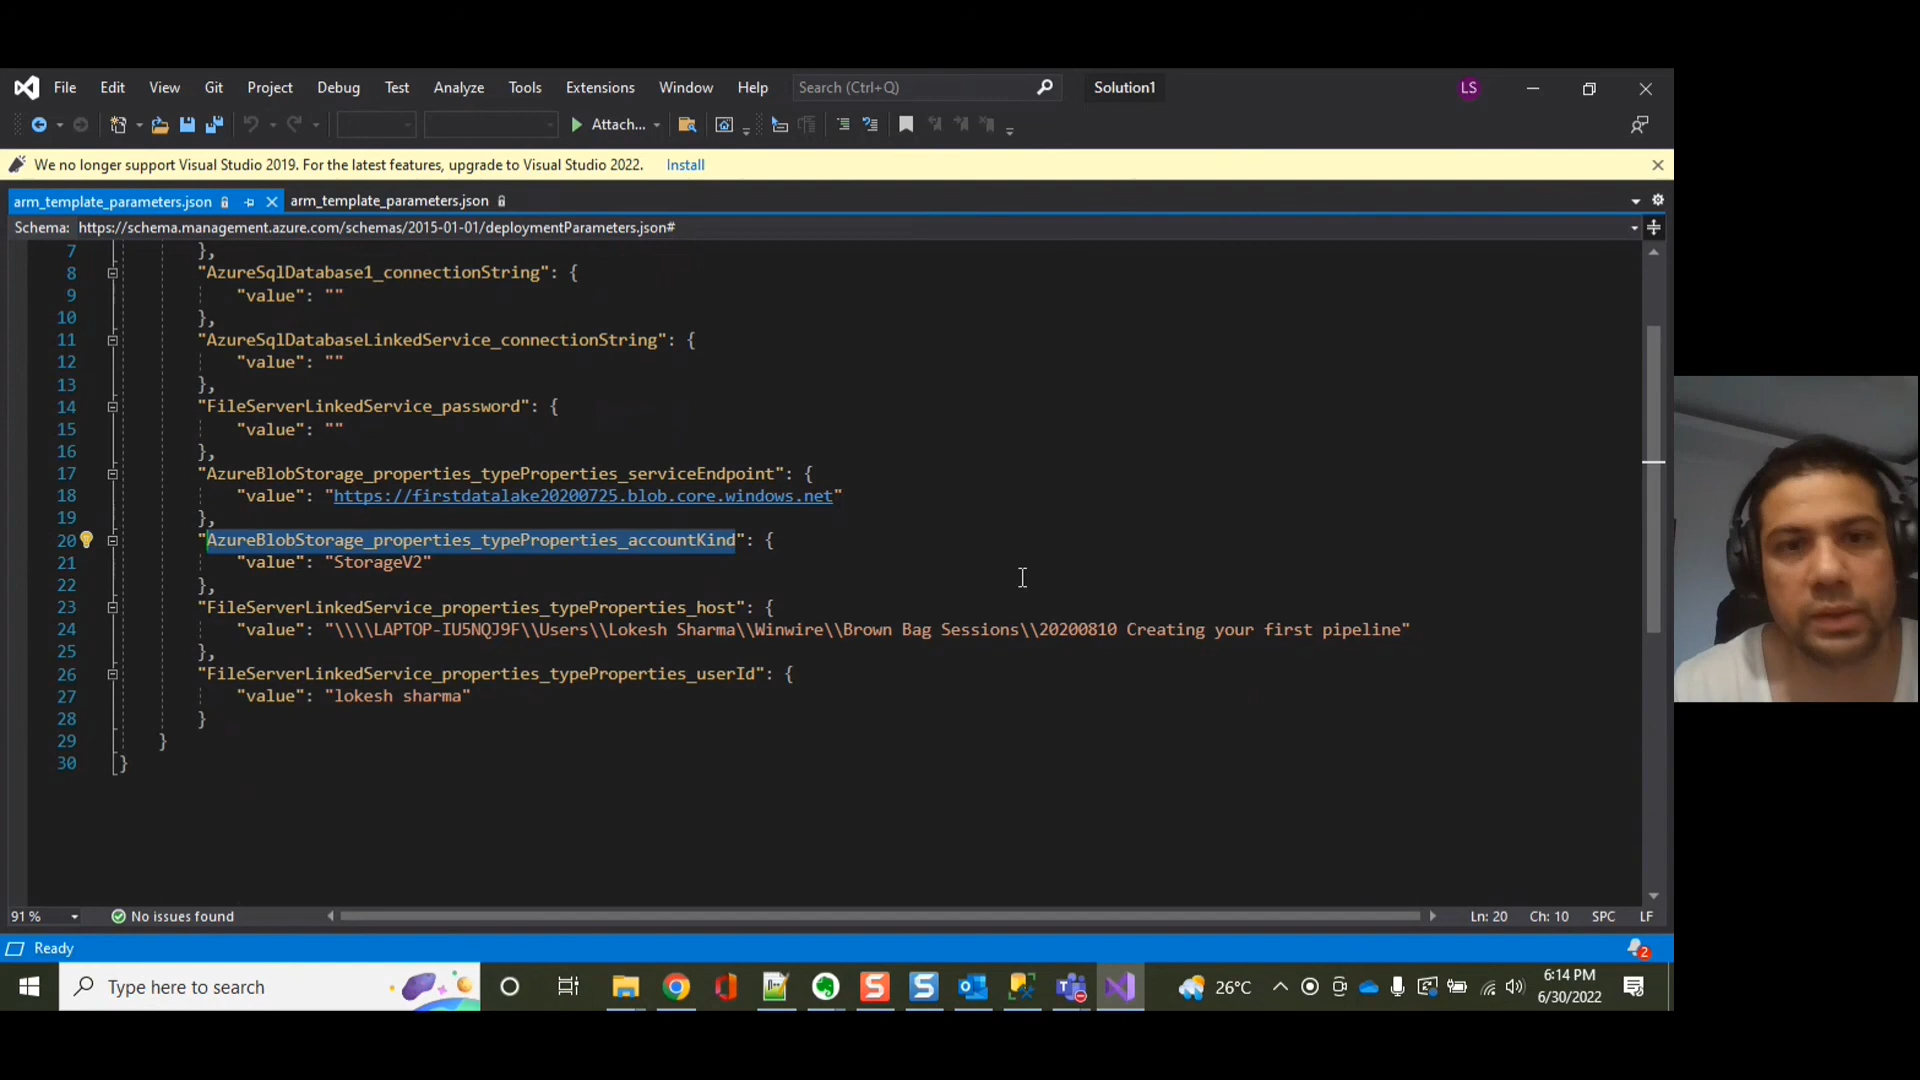 File Edit View Git Project Debug Test Analyze Tools Extensions Window Help Search (Ctrl+Q) Solution1 LS
Attach...
We no longer support Visual Studio 2019. For the latest features, upgrade to Visual Studio 2022. Install
arm_template_parameters.json arm_template_parameters.json
Schema: https://schema.management.azure.com/schemas/2015-01-01/deploymentParameters.json#
7 },
8 "AzureSqlDatabase1_connectionString": {
9 "value": ""
10 },
11 "AzureSqlDatabaseLinkedService_connectionString": {
12 "value": ""
13 },
14 "FileServerLinkedService_password": {
15 "value": ""
16 },
17 "AzureBlobStorage_properties_typeProperties_serviceEndpoint": {
18 "value": "https://firstdatalake20200725.blob.core.windows.net"
19 },
20 "AzureBlobStorage_properties_typeProperties_accountKind": {
21 "value": "StorageV2"
22 },
23 "FileServerLinkedService_properties_typeProperties_host": {
24 "value": "\\\\LAPTOP-IU5NQJ9F\\Users\\Lokesh Sharma\\Winwire\\Brown Bag Sessions\\20200810 Creating your first pipeline"
25 },
26 "FileServerLinkedService_properties_typeProperties_userId": {
27 "value": "lokesh sharma"
28 }
29 }
30 }
91 % No issues found Ln: 20 Ch: 10 SPC LF
Ready 2
Type here to search 26°C 6:14 PM
6/30/2022